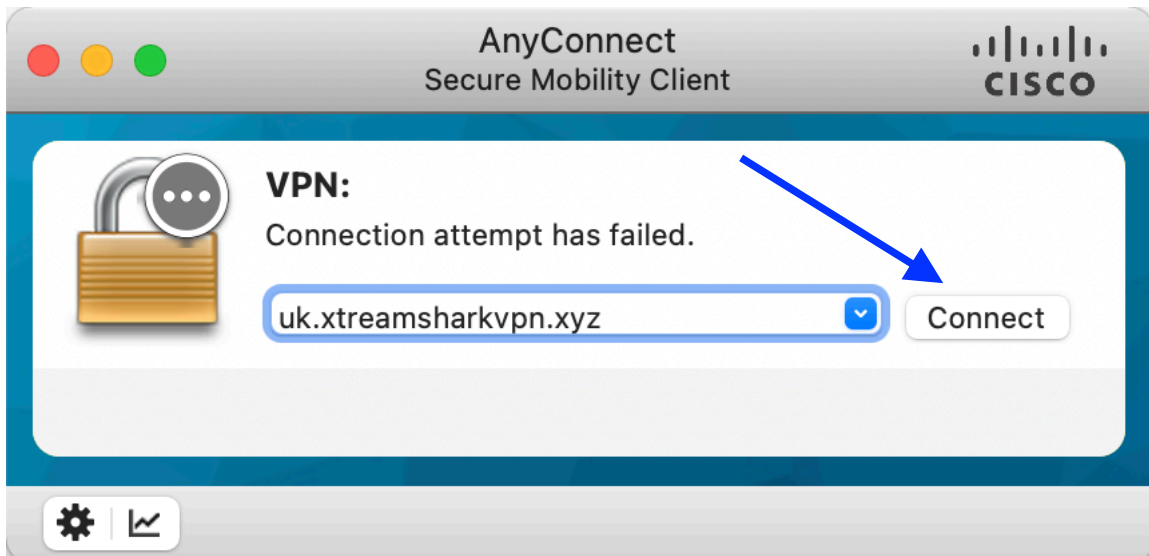 AnyConnect
Secure Mobility Client
CISCO
VPN:
Connection attempt has failed.
uk.xtreamsharkvpn.xyz
Connect